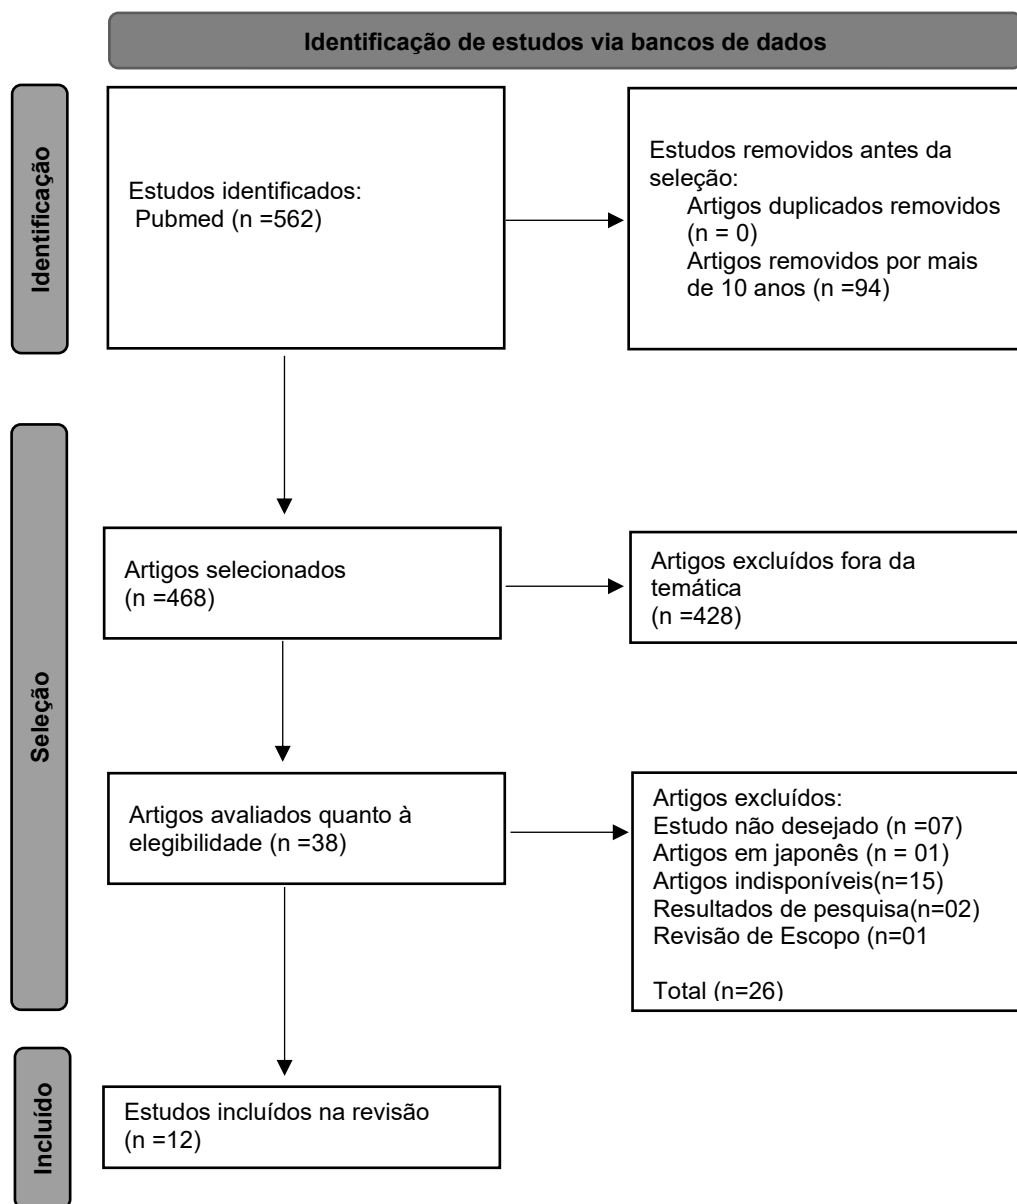 Identificação de estudos via bancos de dados
Identificação
Estudos identificados:
Pubmed (n =562)
Estudos removidos antes da
seleção:
Artigos duplicados removidos
(n = 0)
Artigos removidos por mais
de 10 anos (n =94)
Seleção
Artigos selecionados
(n =468)
Artigos excluídos fora da
temática
(n =428)
Artigos avaliados quanto à
elegibilidade (n =38)
Artigos excluídos:
Estudo não desejado (n =07)
Artigos em japonês (n = 01)
Artigos indisponíveis(n=15)
Resultados de pesquisa(n=02)
Revisão de Escopo (n=01
Total (n=26)
Incluído
Estudos incluídos na revisão
(n =12)